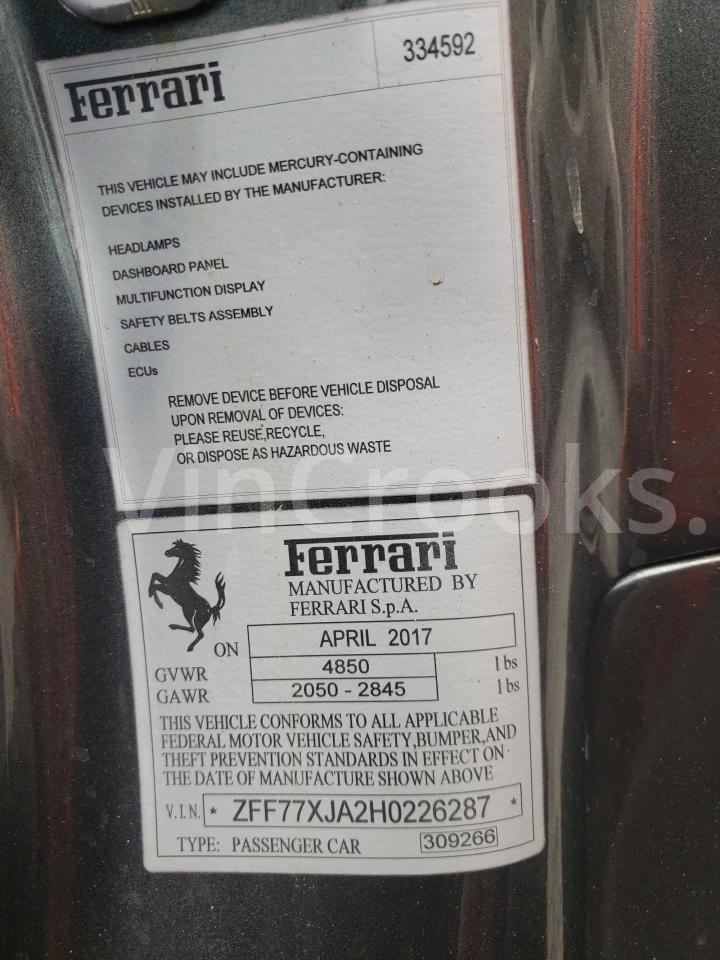 Ferrari
334592
THIS VEHICLE MAY INCLUDE MERCURY-CONTAINING
DEVICES INSTALLED BY THE MANUFACTURER:
HEADLAMPS
DASHBOARD PANEL
MULTIFUNCTION DISPLAY
SAFETY BELTS ASSEMBLY
CABLES
ECUs
REMOVE DEVICE BEFORE VEHICLE DISPOSAL
UPON REMOVAL OF DEVICES:
PLEASE REUSE,RECYCLE,
OR DISPOSE AS HAZARDOUS WASTE
VinCrooks.
Ferrari
MANUFACTURED BY
FERRARI S.p.A.
ON APRIL 2017
GVWR 4850 lbs
GAWR 2050 - 2845 lbs
THIS VEHICLE CONFORMS TO ALL APPLICABLE
FEDERAL MOTOR VEHICLE SAFETY,BUMPER,AND
THEFT PREVENTION STANDARDS IN EFFECT ON
THE DATE OF MANUFACTURE SHOWN ABOVE
V.I.N. * ZFF77XJA2H0226287 *
TYPE: PASSENGER CAR 309266